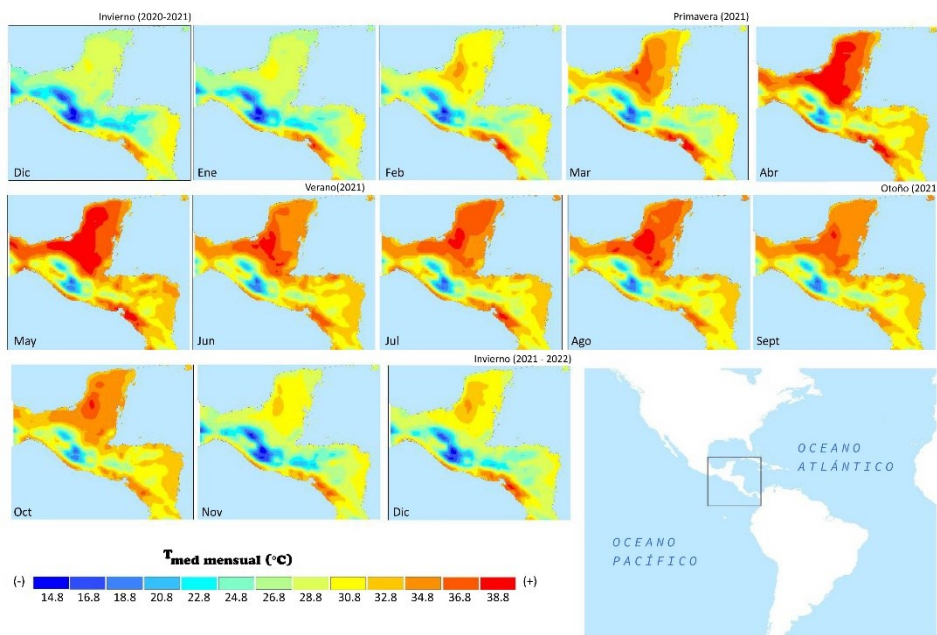 Invierno (2020-2021)
Primavera (2021)
Dic
Ene
Feb
Mar
Abr
Verano(2021)
Otoño (2021
May
Jun
Jul
Ago
Sept
Invierno (2021 - 2022)
Oct
Nov
Dic
OCEANO
ATLÁNTICO
OCEANO
PACÍFICO
Tmed mensual (°C)
(-) (+)
14.8 16.8 18.8 20.8 22.8 24.8 26.8 28.8 30.8 32.8 34.8 36.8 38.8